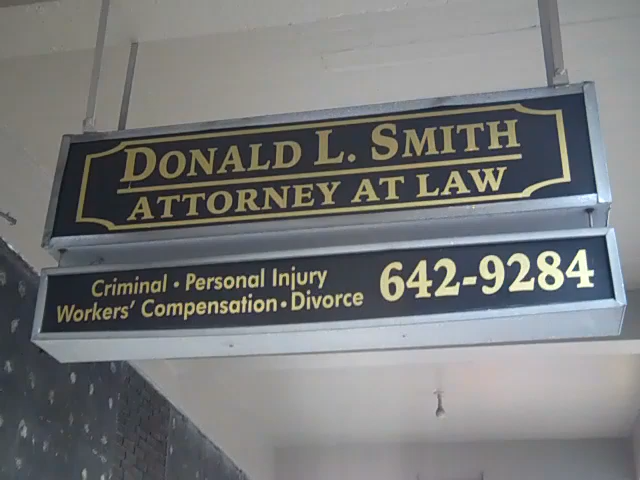 DONALD L. SMITH
ATTORNEY AT LAW
Criminal • Personal Injury
Workers' Compensation • Divorce
642-9284